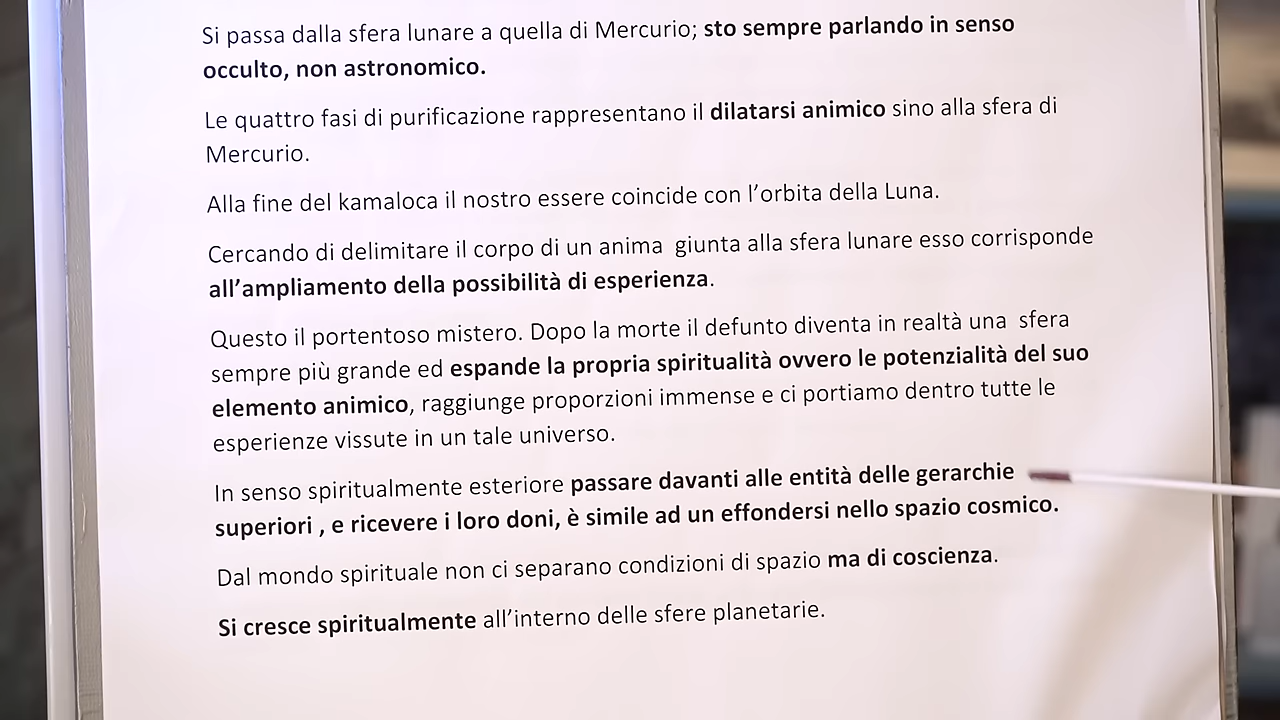 Si passa dalla sfera lunare a quella di Mercurio; sto sempre parlando in senso
occulto, non astronomico.
Le quattro fasi di purificazione rappresentano il dilatarsi animico sino alla sfera di
Mercurio.
Alla fine del kamaloca il nostro essere coincide con l’orbita della Luna.
Cercando di delimitare il corpo di un anima  giunta alla sfera lunare esso corrisponde
all’ampliamento della possibilità di esperienza.
Questo il portentoso mistero. Dopo la morte il defunto diventa in realtà una  sfera
sempre più grande ed espande la propria spiritualità ovvero le potenzialità del suo
elemento animico, raggiunge proporzioni immense e ci portiamo dentro tutte le
esperienze vissute in un tale universo.
In senso spiritualmente esteriore passare davanti alle entità delle gerarchie
superiori , e ricevere i loro doni, è simile ad un effondersi nello spazio cosmico.
Dal mondo spirituale non ci separano condizioni di spazio ma di coscienza.
Si cresce spiritualmente all’interno delle sfere planetarie.